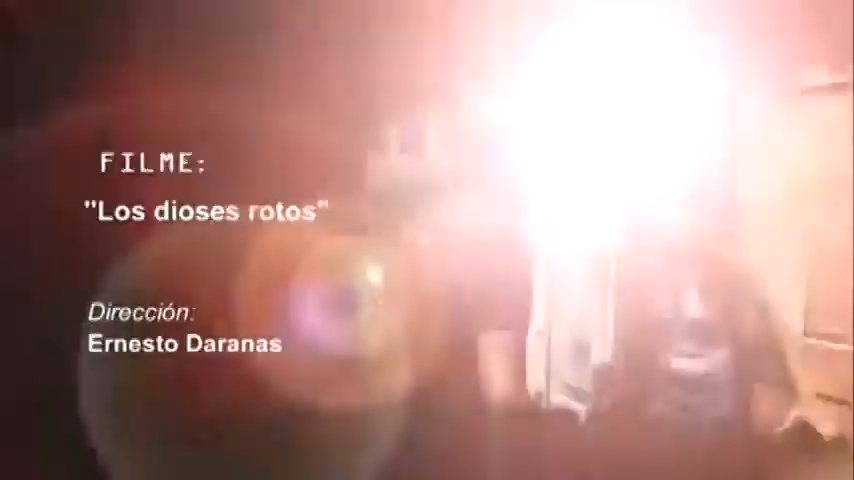 FILME:
"Los dioses rotos"
Dirección:
Ernesto Daranas